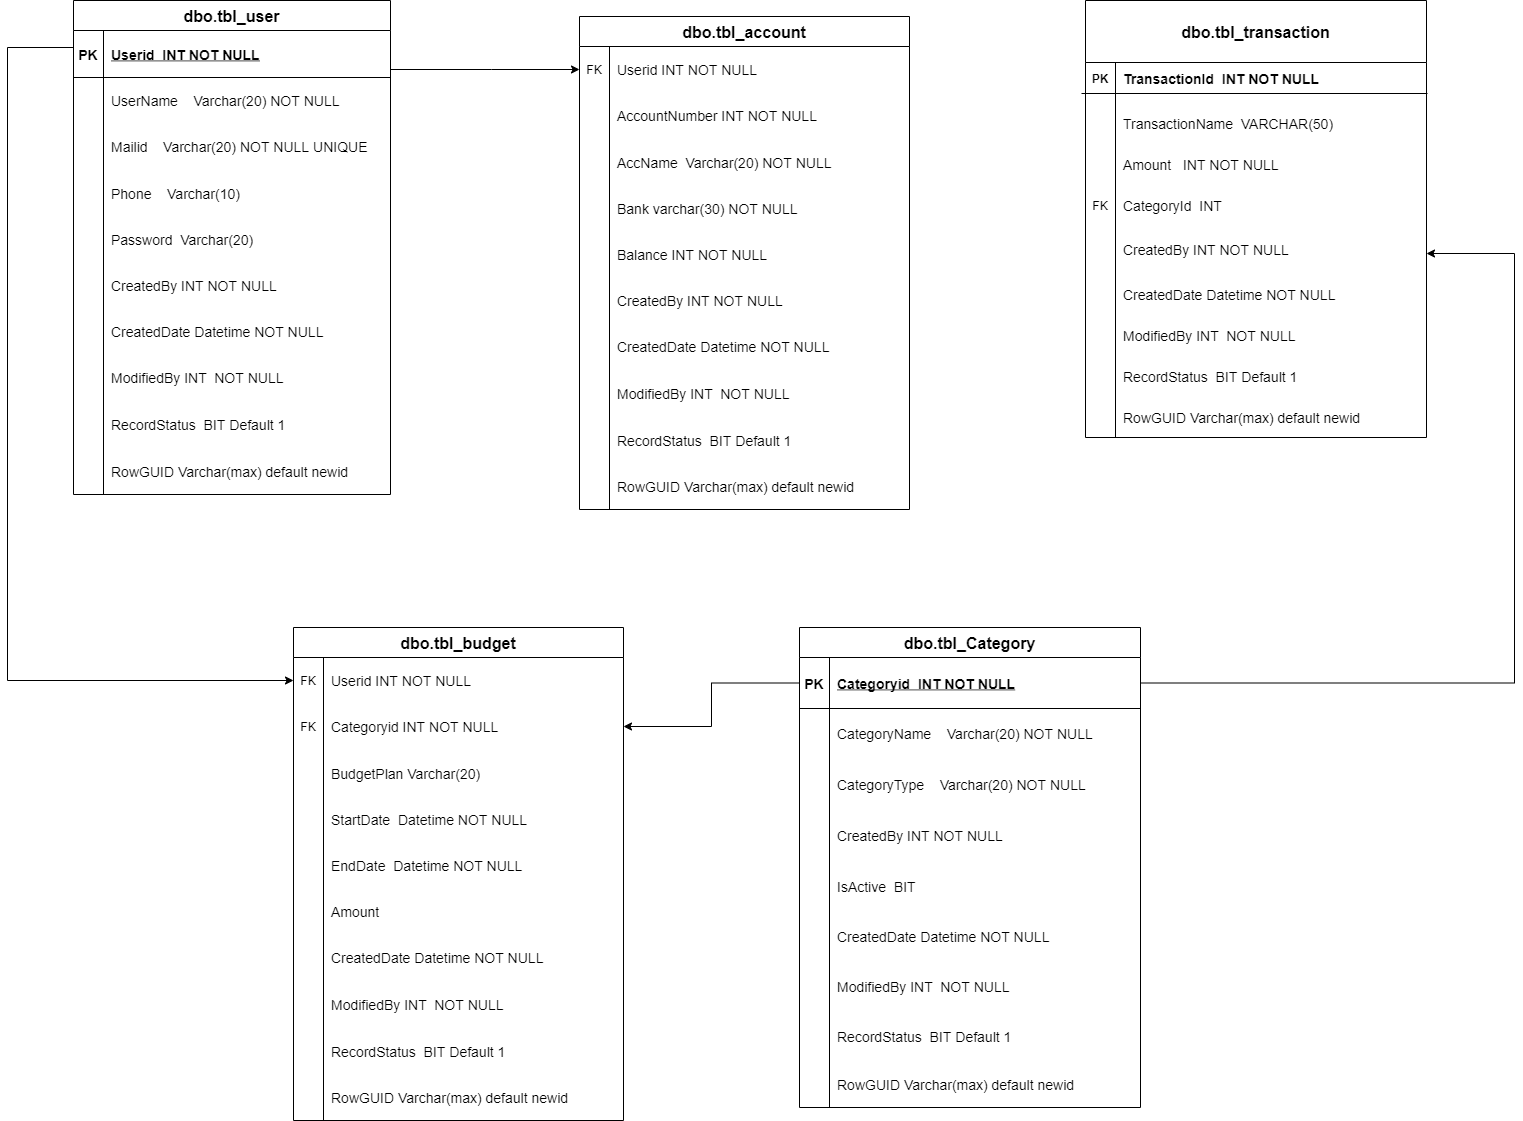 dbo.tbl_user
PK Userid  INT NOT NULL
UserName    Varchar(20) NOT NULL
Mailid    Varchar(20) NOT NULL UNIQUE
Phone    Varchar(10)
Password  Varchar(20)
CreatedBy INT NOT NULL
CreatedDate Datetime NOT NULL
ModifiedBy INT  NOT NULL
RecordStatus  BIT Default 1
RowGUID Varchar(max) default newid
dbo.tbl_account
FK Userid INT NOT NULL
AccountNumber INT NOT NULL
AccName  Varchar(20) NOT NULL
Bank varchar(30) NOT NULL
Balance INT NOT NULL
CreatedBy INT NOT NULL
CreatedDate Datetime NOT NULL
ModifiedBy INT  NOT NULL
RecordStatus  BIT Default 1
RowGUID Varchar(max) default newid
dbo.tbl_transaction
PK TransactionId  INT NOT NULL
TransactionName  VARCHAR(50)
Amount   INT NOT NULL
FK CategoryId  INT
CreatedBy INT NOT NULL
CreatedDate Datetime NOT NULL
ModifiedBy INT  NOT NULL
RecordStatus  BIT Default 1
RowGUID Varchar(max) default newid
dbo.tbl_budget
FK Userid INT NOT NULL
FK Categoryid INT NOT NULL
BudgetPlan Varchar(20)
StartDate  Datetime NOT NULL
EndDate  Datetime NOT NULL
Amount
CreatedDate Datetime NOT NULL
ModifiedBy INT  NOT NULL
RecordStatus  BIT Default 1
RowGUID Varchar(max) default newid
dbo.tbl_Category
PK Categoryid  INT NOT NULL
CategoryName    Varchar(20) NOT NULL
CategoryType    Varchar(20) NOT NULL
CreatedBy INT NOT NULL
IsActive  BIT
CreatedDate Datetime NOT NULL
ModifiedBy INT  NOT NULL
RecordStatus  BIT Default 1
RowGUID Varchar(max) default newid